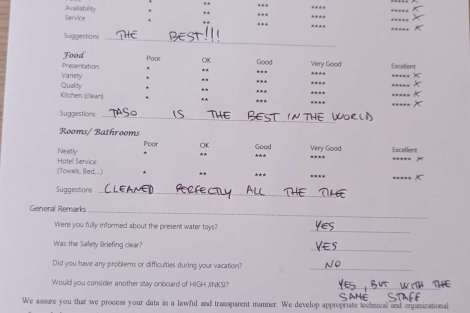 Availability * ** *** **** ***** X
Service * ** *** **** ***** X
Suggestions THE BEST!!!
Food Poor OK Good Very Good Excellent
Presentation * ** *** **** ***** X
Variety * ** *** **** ***** X
Quality * ** *** **** ***** X
Kitchen (clean) * ** *** **** ***** X
Suggestions TASO IS THE BEST IN THE WORLD
Rooms/ Bathrooms
Poor OK Good Very Good Excellent
Neatly * ** *** **** ***** X
Hotel Service
(Towels, Bed,...) * ** *** **** ***** X
Suggestions CLEANED PERFECTLY ALL THE TIME
General Remarks
Were you fully informed about the present water toys? YES
Was the Safety Briefing clear? YES
Did you have any problems or difficulties during your vacation? NO
Would you consider another stay onboard of HIGH JINKS!? YES, BUT WITH THE
SAME STAFF
We assure you that we process your data in a lawful and transparent manner. We develop appropriate technical and organizational